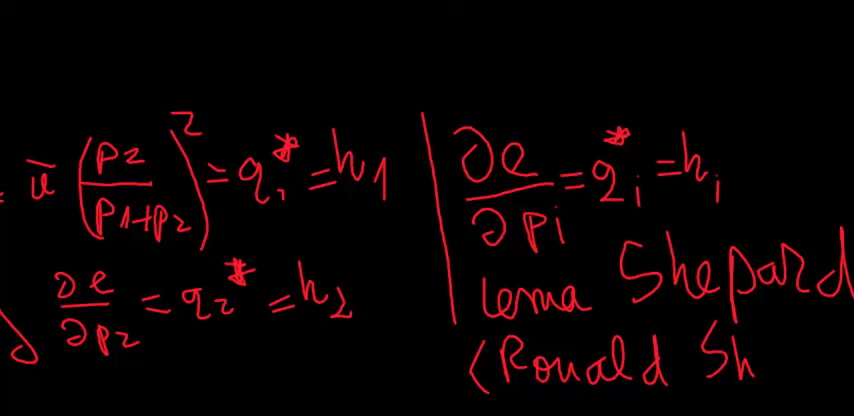 = ū (p2/(p1+p2))² = q₁* = h1
∂e/∂p2 = q₂* = h₂
∂e/∂pi = qᵢ* = hᵢ
lema Shepard
(Ronald Sh